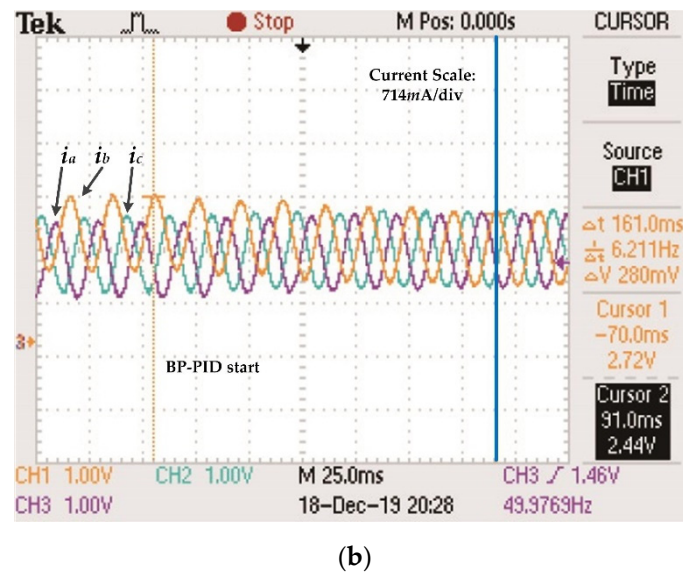 Tek Stop M Pos: 0.000s CURSOR
Current Scale:
714mA/div
Type
Time
Source
CH1
ia ib ic
Δt 161.0ms
1/Δt 6.211Hz
ΔV 280mV
Cursor 1
-70.0ms
2.72V
3
BP-PID start
Cursor 2
91.0ms
2.44V
CH1 1.00V CH2 1.00V M 25.0ms CH3 1.46V
CH3 1.00V 18-Dec-19 20:28 49.9769Hz
(b)